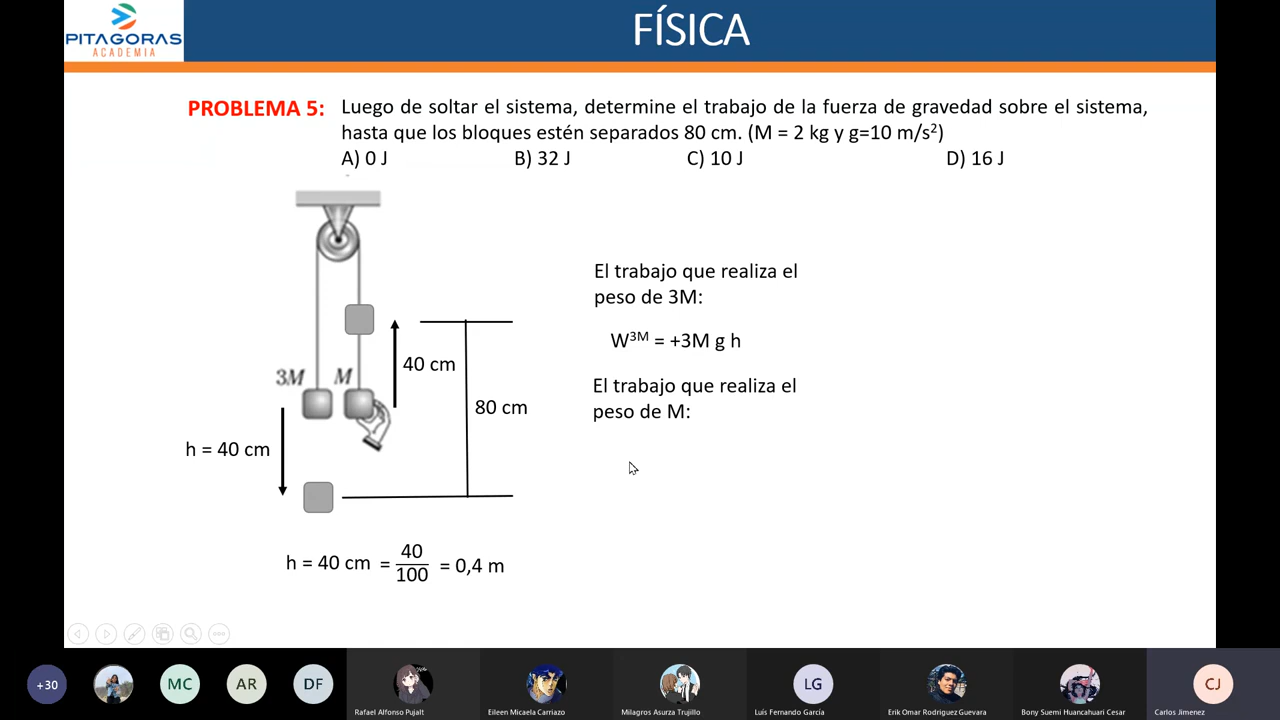 PITAGORAS
ACADEMIA
FÍSICA
PROBLEMA 5:
Luego de soltar el sistema, determine el trabajo de la fuerza de gravedad sobre el sistema,
hasta que los bloques estén separados 80 cm. (M = 2 kg y g=10 m/s²)
A) 0 J B) 32 J C) 10 J D) 16 J
El trabajo que realiza el
peso de 3M:
W³ᴹ = +3M g h
El trabajo que realiza el
peso de M:
3M
M
40 cm
80 cm
h = 40 cm
h = 40 cm = 40/100 = 0,4 m
+30
MC
AR
DF
LG
CJ
Rafael Alfonso Pujalt
Eileen Micaela Carriazo
Milagros Asurza Trujillo
Luis Fernando García
Erik Omar Rodriguez Guevara
Bony Suemi Huancahuari Cesar
Carlos Jimenez